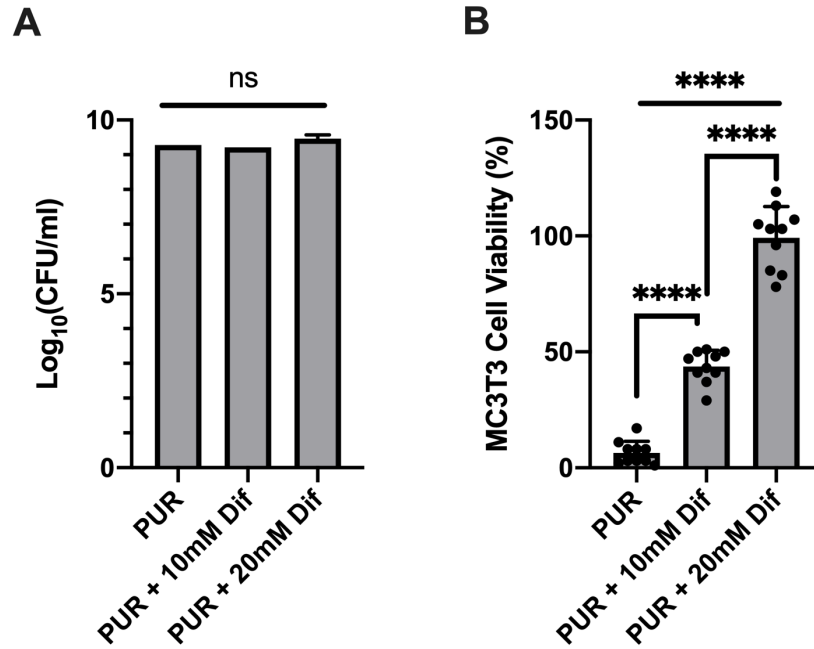 A
ns
10
5
0
Log10(CFU/ml)
PUR
PUR + 10mM Dif
PUR + 20mM Dif
B
****
****
****
150
100
50
0
MC3T3 Cell Viability (%)
PUR
PUR + 10mM Dif
PUR + 20mM Dif